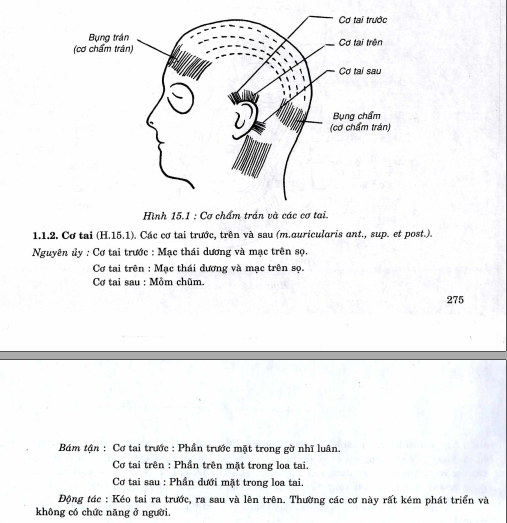 Bụng trán
(cơ chẩm trán)
Cơ tai trước
Cơ tai trên
Cơ tai sau
Bụng chẩm
(cơ chẩm trán)
Hình 15.1 : Cơ chẩm trán và các cơ tai.
1.1.2. Cơ tai (H.15.1). Các cơ tai trước, trên và sau (m.auricularis ant., sup. et post.).
Nguyên ủy : Cơ tai trước : Mạc thái dương và mạc trên sọ.
Cơ tai trên : Mạc thái dương và mạc trên sọ.
Cơ tai sau : Mỏm chũm.
275
Bám tận : Cơ tai trước : Phần trước mặt trong gờ nhĩ luân.
Cơ tai trên : Phần trên mặt trong loa tai.
Cơ tai sau : Phần dưới mặt trong loa tai.
Động tác : Kéo tai ra trước, ra sau và lên trên. Thường các cơ này rất kém phát triển và
không có chức năng ở người.